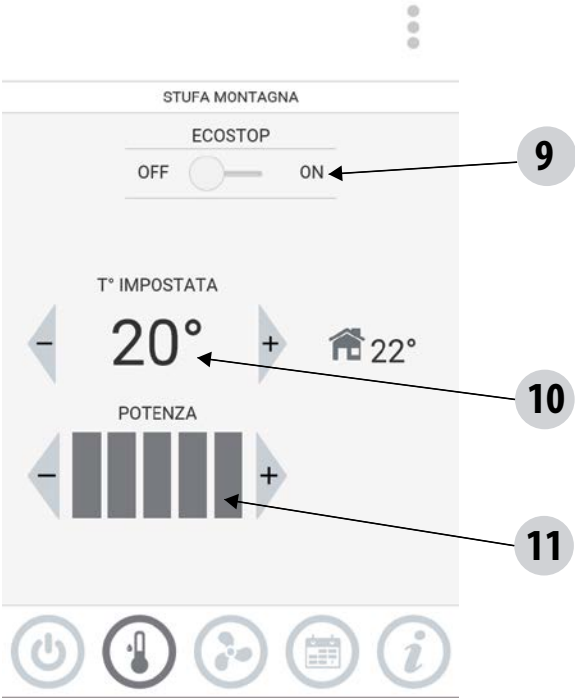 STUFA MONTAGNA
ECOSTOP
OFF ON
9
T° IMPOSTATA
- 20° + 22°
10
POTENZA
- +
11
i